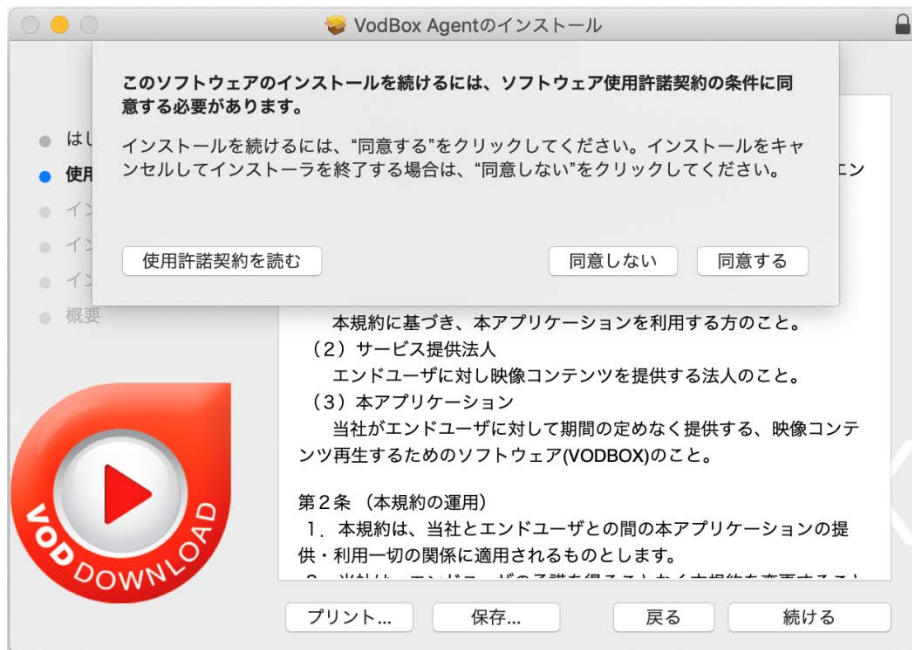 VodBox Agentのインストール
このソフトウェアのインストールを続けるには、ソフトウェア使用許諾契約の条件に同
意する必要があります。
インストールを続けるには、“同意する”をクリックしてください。インストールをキャ
ンセルしてインストーラを終了する場合は、“同意しない”をクリックしてください。
使用許諾契約を読む
同意しない
同意する
はじ
使用
イン
イン
イン
概要
エン
本規約に基づき、本アプリケーションを利用する方のこと。
（2）サービス提供法人
エンドユーザに対し映像コンテンツを提供する法人のこと。
（3）本アプリケーション
当社がエンドユーザに対して期間の定めなく提供する、映像コンテ
ンツ再生するためのソフトウェア(VODBOX)のこと。
第２条 （本規約の運用）
1．本規約は、当社とエンドユーザとの間の本アプリケーションの提
供・利用一切の関係に適用されるものとします。
VOD DOWNLOAD
プリント...
保存...
戻る
続ける